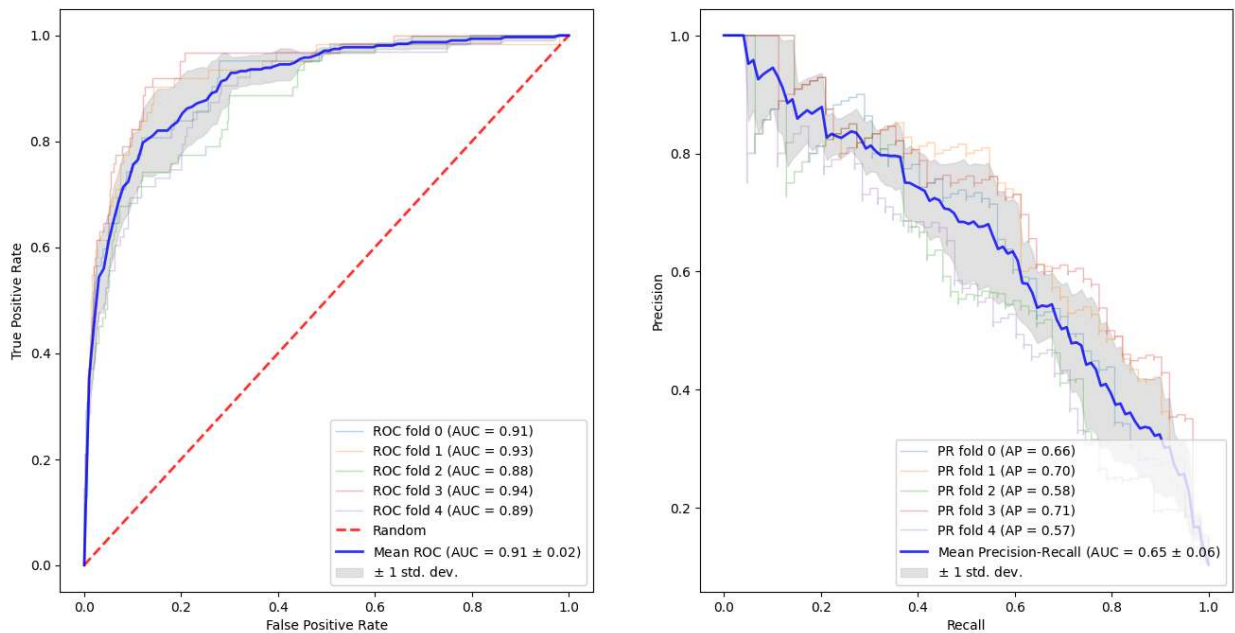 1.0
0.8
0.6
0.4
0.2
0.0
True Positive Rate
0.0 0.2 0.4 0.6 0.8 1.0
False Positive Rate
ROC fold 0 (AUC = 0.91)
ROC fold 1 (AUC = 0.93)
ROC fold 2 (AUC = 0.88)
ROC fold 3 (AUC = 0.94)
ROC fold 4 (AUC = 0.89)
Random
Mean ROC (AUC = 0.91 ± 0.02)
± 1 std. dev.
1.0
0.8
0.6
0.4
0.2
Precision
0.0 0.2 0.4 0.6 0.8 1.0
Recall
PR fold 0 (AP = 0.66)
PR fold 1 (AP = 0.70)
PR fold 2 (AP = 0.58)
PR fold 3 (AP = 0.71)
PR fold 4 (AP = 0.57)
Mean Precision-Recall (AUC = 0.65 ± 0.06)
± 1 std. dev.